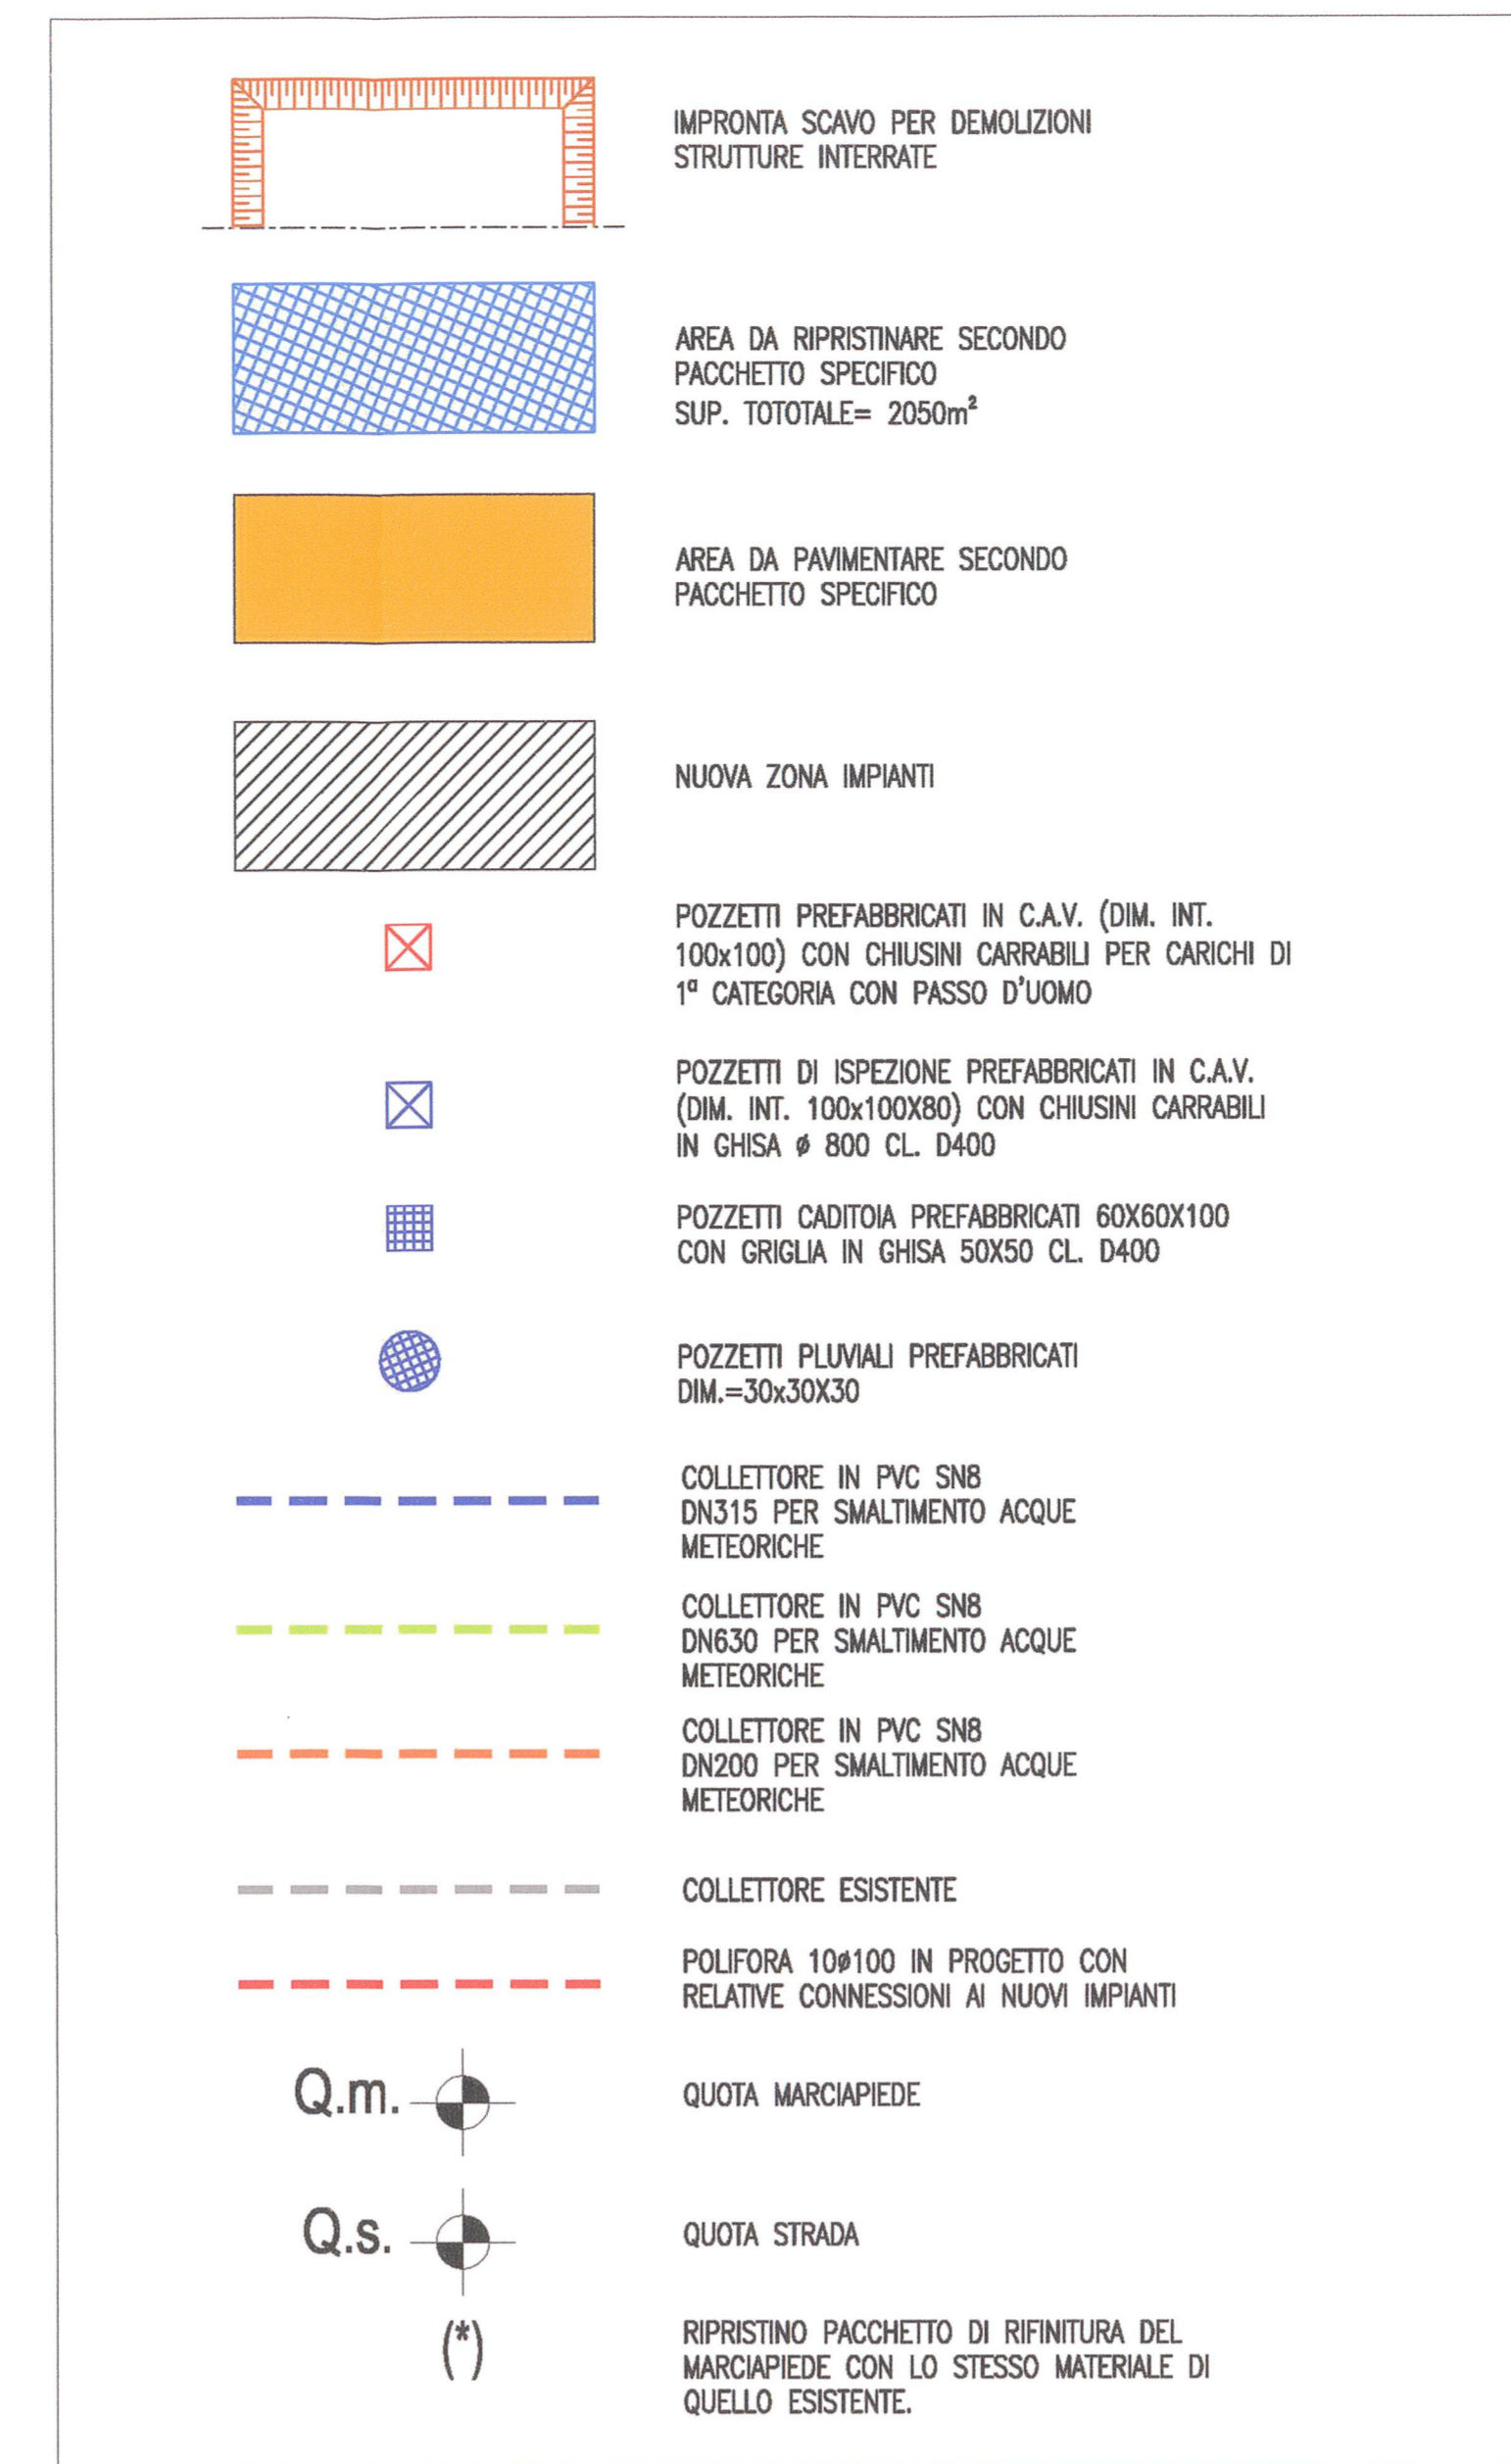 IMPRONTA SCAVO PER DEMOLIZIONI
STRUTTURE INTERRATE
AREA DA RIPRISTINARE SECONDO
PACCHETTO SPECIFICO
SUP. TOTOTALE= 2050m²
AREA DA PAVIMENTARE SECONDO
PACCHETTO SPECIFICO
NUOVA ZONA IMPIANTI
POZZETTI PREFABBRICATI IN C.A.V. (DIM. INT.
100x100) CON CHIUSINI CARRABILI PER CARICHI DI
1ª CATEGORIA CON PASSO D'UOMO
POZZETTI DI ISPEZIONE PREFABBRICATI IN C.A.V.
(DIM. INT. 100x100X80) CON CHIUSINI CARRABILI
IN GHISA ø 800 CL. D400
POZZETTI CADITOIA PREFABBRICATI 60X60X100
CON GRIGLIA IN GHISA 50X50 CL. D400
POZZETTI PLUVIALI PREFABBRICATI
DIM.=30x30X30
COLLETTORE IN PVC SN8
DN315 PER SMALTIMENTO ACQUE
METEORICHE
COLLETTORE IN PVC SN8
DN630 PER SMALTIMENTO ACQUE
METEORICHE
COLLETTORE IN PVC SN8
DN200 PER SMALTIMENTO ACQUE
METEORICHE
COLLETTORE ESISTENTE
POLIFORA 10ø100 IN PROGETTO CON
RELATIVE CONNESSIONI AI NUOVI IMPIANTI
Q.m. QUOTA MARCIAPIEDE
Q.s. QUOTA STRADA
(*) RIPRISTINO PACCHETTO DI RIFINITURA DEL
MARCIAPIEDE CON LO STESSO MATERIALE DI
QUELLO ESISTENTE.